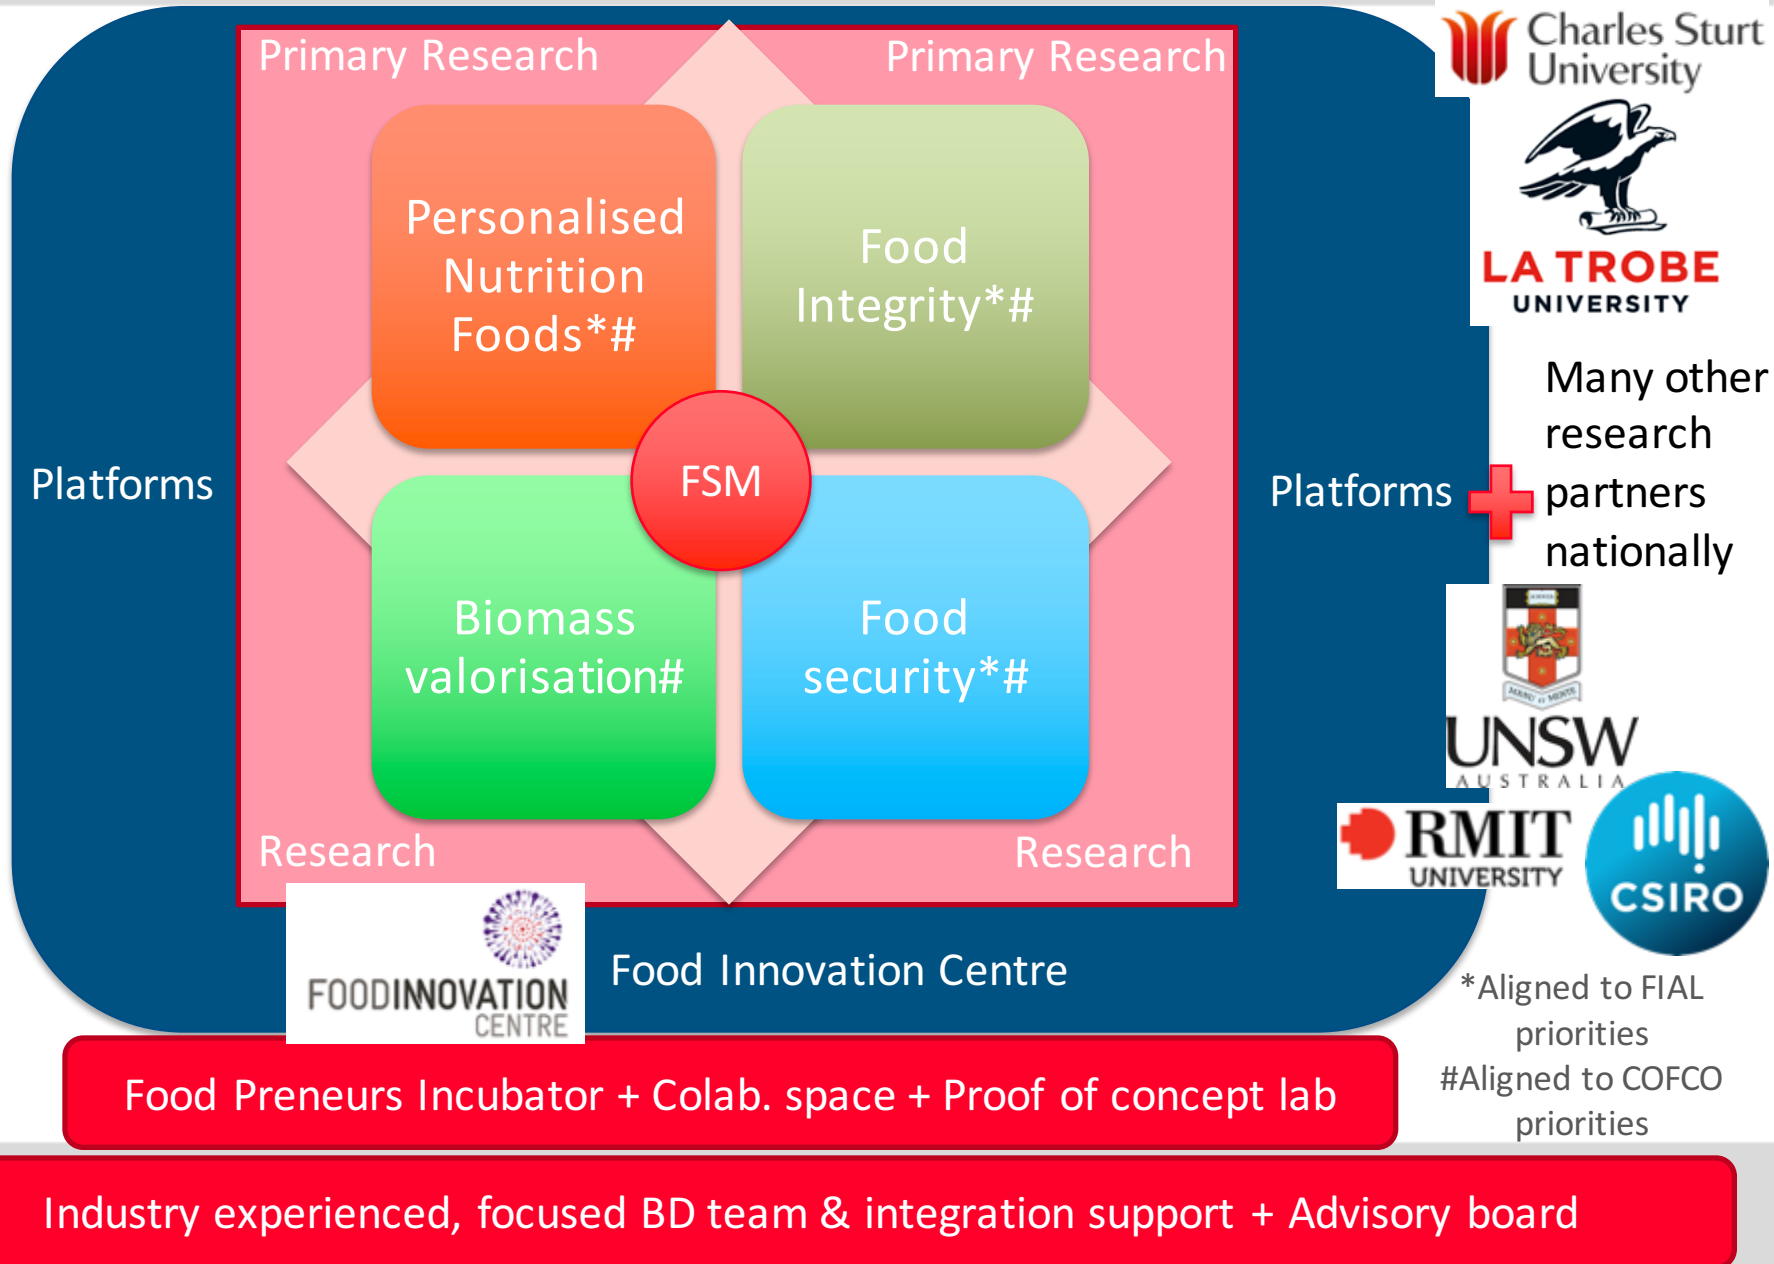 Primary Research
Primary Research
Charles Sturt
University
LA TROBE
UNIVERSITY
Personalised
Nutrition
Foods*#
Food
Integrity*#
FSM
Platforms
Platforms
Many other
research
partners
nationally
Biomass
valorisation#
Food
security*#
UNSW
AUSTRALIA
RMIT
UNIVERSITY
CSIRO
Research
Research
FOODINNOVATION
CENTRE
Food Innovation Centre
*Aligned to FIAL
priorities
#Aligned to COFCO
priorities
Food Preneurs Incubator + Colab. space + Proof of concept lab
Industry experienced, focused BD team & integration support + Advisory board